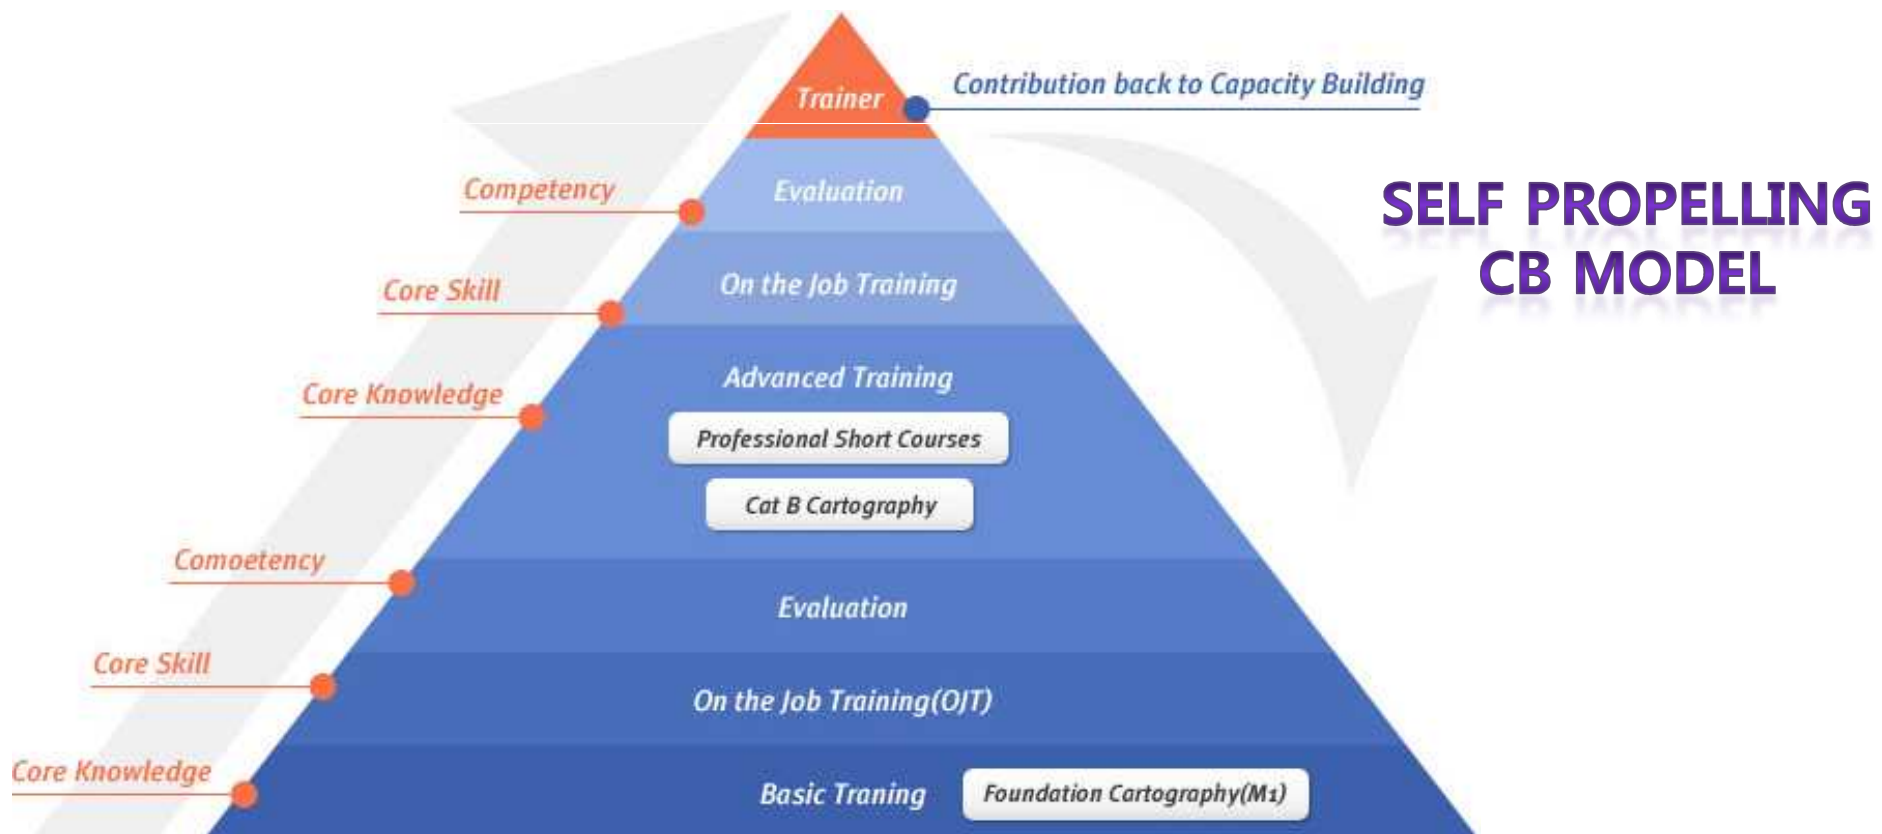 Trainer
Contribution back to Capacity Building
SELF PROPELLING
CB MODEL
Competency
Evaluation
Core Skill
On the Job Training
Core Knowledge
Advanced Training
Professional Short Courses
Cat B Cartography
Comoetency
Evaluation
Core Skill
On the Job Training(OJT)
Core Knowledge
Basic Traning
Foundation Cartography(M1)